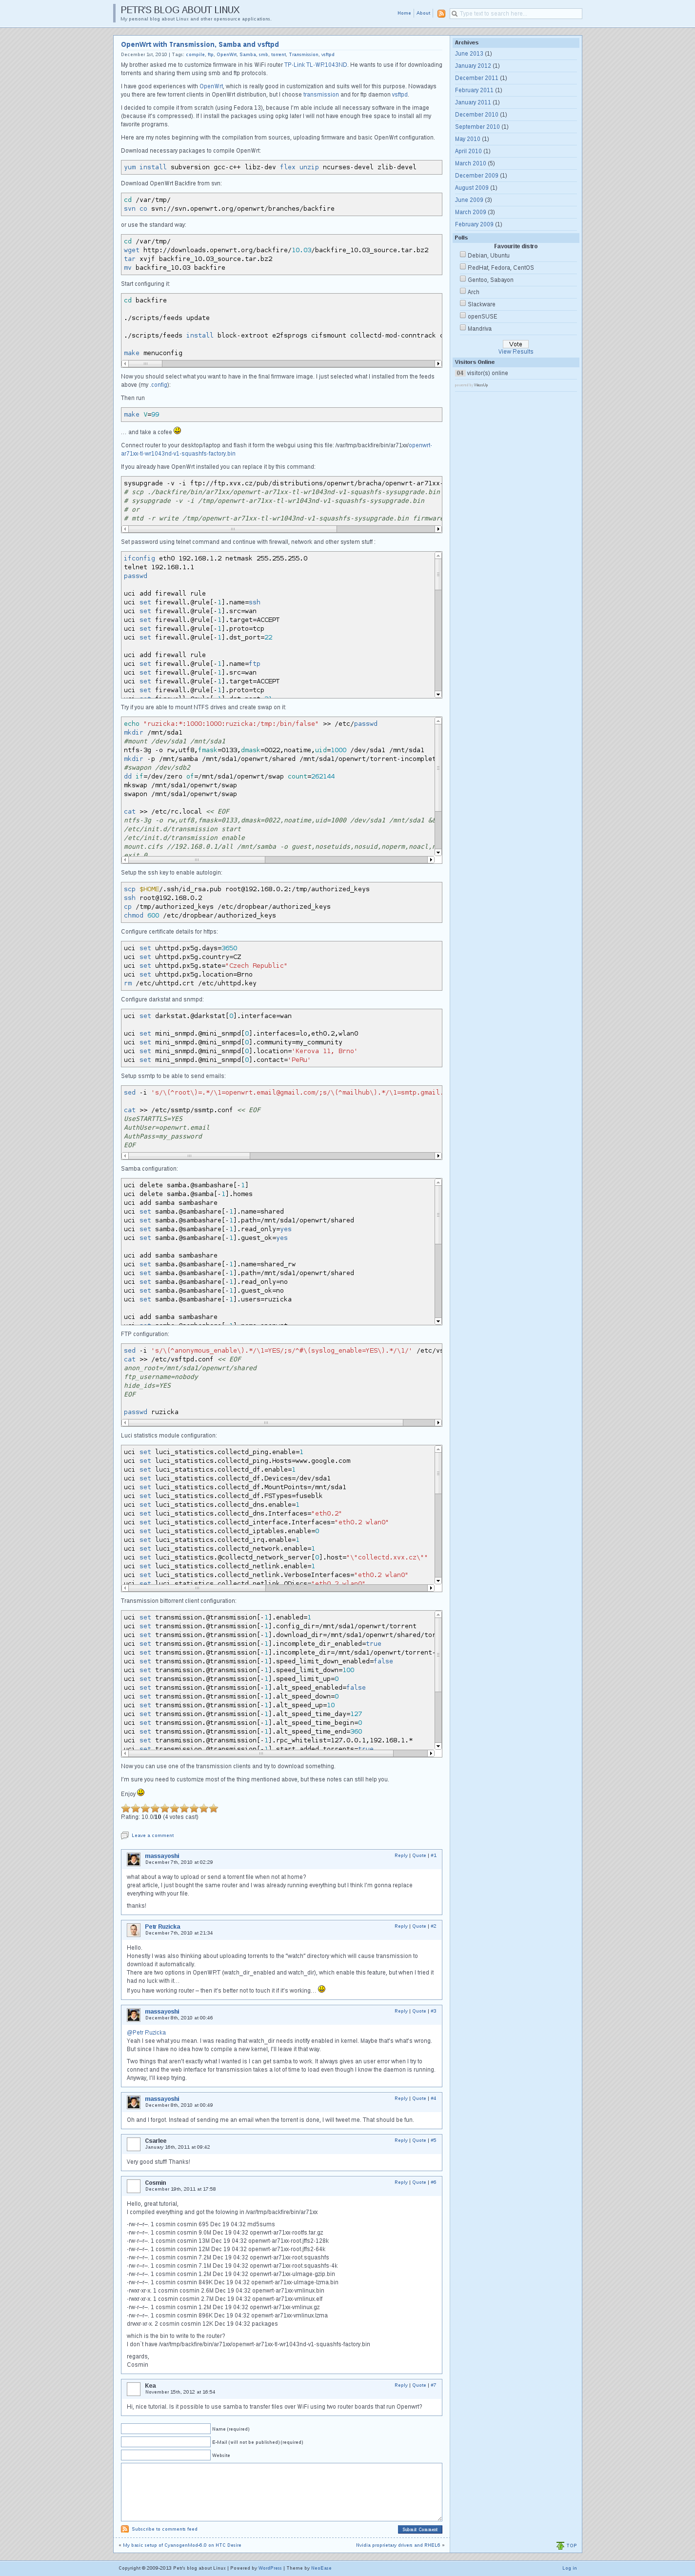 PETR'S BLOG ABOUT LINUX
My personal blog about Linux and other opensource applications.
Home
About
Type text to search here...
OpenWrt with Transmission, Samba and vsftpd
December 1st, 2010 | Tags: compile, ftp, OpenWrt, Samba, smb, torrent, Transmission, vsftpd
My brother asked me to customize firmware in his WiFi router TP-Link TL-WR1043ND. He wants to use it for downloading
torrents and sharing them using smb and ftp protocols.
I have good experiences with OpenWrt, which is really good in customization and suits well for this purpose. Nowadays,
you there are few torrent clients in OpenWrt distribution, but I choose transmission and for ftp daemon vsftpd.
I decided to compile it from scratch (using Fedora 13), because I'm able include all necessary software in the image
(because it's compressed). If I install the packages using opkg later I will not have enough free space to install all my
favorite programs.
Here are my notes beginning with the compilation from sources, uploading firmware and basic OpenWrt configuration.
Download necessary packages to compile OpenWrt:
yum install subversion gcc-c++ libz-dev flex unzip ncurses-devel zlib-devel
Download OpenWrt Backfire from svn:
cd /var/tmp/
svn co svn://svn.openwrt.org/openwrt/branches/backfire
or use the standard way:
cd /var/tmp/
wget http://downloads.openwrt.org/backfire/10.03/backfire_10.03_source.tar.bz2
tar xvjf backfire_10.03_source.tar.bz2
mv backfire_10.03 backfire
Start configuring it:
cd backfire
./scripts/feeds update
./scripts/feeds install block-extroot e2fsprogs cifsmount collectd-mod-conntrack
make menuconfig
Now you should select what you want to have in the final firmware image. I just selected what I installed from the feeds
above (my .config):
Then run
make V=99
... and take a cofee
Connect router to your desktop/laptop and flash it form the webgui using this file: /var/tmp/backfire/bin/ar71xx/openwrt-
ar71xx-tl-wr1043nd-v1-squashfs-factory.bin
If you already have OpenWrt installed you can replace it by this command:
sysupgrade -v -i ftp://ftp.xvx.cz/pub/distributions/openwrt/bracha/openwrt-ar71xx-
# scp ./backfire/bin/ar71xx/openwrt-ar71xx-tl-wr1043nd-v1-squashfs-sysupgrade.bin
# sysupgrade -v -i /tmp/openwrt-ar71xx-tl-wr1043nd-v1-squashfs-sysupgrade.bin
# or
# mtd -r write /tmp/openwrt-ar71xx-tl-wr1043nd-v1-squashfs-sysupgrade.bin firmware
Set password using telnet command and continue with firewall, network and other system stuff :
ifconfig eth0 192.168.1.2 netmask 255.255.255.0
telnet 192.168.1.1
passwd
uci add firewall rule
uci set firewall.@rule[-1].name=ssh
uci set firewall.@rule[-1].src=wan
uci set firewall.@rule[-1].target=ACCEPT
uci set firewall.@rule[-1].proto=tcp
uci set firewall.@rule[-1].dst_port=22
uci add firewall rule
uci set firewall.@rule[-1].name=ftp
uci set firewall.@rule[-1].src=wan
uci set firewall.@rule[-1].target=ACCEPT
uci set firewall.@rule[-1].proto=tcp
Try if you are able to mount NTFS drives and create swap on it:
echo "ruzicka:*:1000:1000:ruzicka:/tmp:/bin/false" >> /etc/passwd
mkdir /mnt/sda1
#mount /dev/sda1 /mnt/sda1
ntfs-3g -o rw,utf8,fmask=0133,dmask=0022,noatime,uid=1000 /dev/sda1 /mnt/sda1
mkdir -p /mnt/samba /mnt/sda1/openwrt/shared /mnt/sda1/openwrt/torrent-incomplet
#swapon /dev/sdb2
dd if=/dev/zero of=/mnt/sda1/openwrt/swap count=262144
mkswap /mnt/sda1/openwrt/swap
swapon /mnt/sda1/openwrt/swap
cat >> /etc/rc.local << EOF
ntfs-3g -o rw,utf8,fmask=0133,dmask=0022,noatime,uid=1000 /dev/sda1 /mnt/sda1 &&
/etc/init.d/transmission start
/etc/init.d/transmission enable
mount.cifs //192.168.0.1/all /mnt/samba -o guest,nosetuids,nosuid,noperm,noacl,n
exit 0
Setup the ssh key to enable autologin:
scp $HOME/.ssh/id_rsa.pub root@192.168.0.2:/tmp/authorized_keys
ssh root@192.168.0.2
cp /tmp/authorized_keys /etc/dropbear/authorized_keys
chmod 600 /etc/dropbear/authorized_keys
Configure certificate details for https:
uci set uhttpd.px5g.days=3650
uci set uhttpd.px5g.country=CZ
uci set uhttpd.px5g.state="Czech Republic"
uci set uhttpd.px5g.location=Brno
rm /etc/uhttpd.crt /etc/uhttpd.key
Configure darkstat and snmpd:
uci set darkstat.@darkstat[0].interface=wan
uci set mini_snmpd.@mini_snmpd[0].interfaces=lo,eth0.2,wlan0
uci set mini_snmpd.@mini_snmpd[0].community=my_community
uci set mini_snmpd.@mini_snmpd[0].location='Kerova 11, Brno'
uci set mini_snmpd.@mini_snmpd[0].contact='PeRu'
Setup ssmtp to be able to send emails:
sed -i 's/\(^root\)=.*/\1=openwrt.email@gmail.com/;s/\(^mailhub\).*/\1=smtp.gmail.
cat >> /etc/ssmtp/ssmtp.conf << EOF
UseSTARTTLS=YES
AuthUser=openwrt.email
AuthPass=my_password
EOF
Samba configuration:
uci delete samba.@sambashare[-1]
uci delete samba.@sambashare[-1].homes
uci add samba sambashare
uci set samba.@sambashare[-1].name=shared
uci set samba.@sambashare[-1].path=/mnt/sda1/openwrt/shared
uci set samba.@sambashare[-1].read_only=yes
uci set samba.@sambashare[-1].guest_ok=yes
uci add samba sambashare
uci set samba.@sambashare[-1].name=shared_rw
uci set samba.@sambashare[-1].path=/mnt/sda1/openwrt/shared
uci set samba.@sambashare[-1].read_only=no
uci set samba.@sambashare[-1].guest_ok=no
uci set samba.@sambashare[-1].users=ruzicka
uci add samba sambashare
FTP configuration:
sed -i 's/\(^anonymous_enable\).*/\1=YES/;s/^#\(syslog_enable=YES\).*/\1/' /etc/vs
cat >> /etc/vsftpd.conf << EOF
anon_root=/mnt/sda1/openwrt/shared
ftp_username=nobody
hide_ids=YES
EOF
passwd ruzicka
Luci statistics module configuration:
uci set luci_statistics.collectd_ping.enable=1
uci set luci_statistics.collectd_ping.Hosts=www.google.com
uci set luci_statistics.collectd_df.enable=1
uci set luci_statistics.collectd_df.Devices=/dev/sda1
uci set luci_statistics.collectd_df.MountPoints=/mnt/sda1
uci set luci_statistics.collectd_df.FSTypes=fuseblk
uci set luci_statistics.collectd_dns.enable=1
uci set luci_statistics.collectd_dns.Interfaces="eth0.2"
uci set luci_statistics.collectd_interface.Interfaces="eth0.2 wlan0"
uci set luci_statistics.collectd_iptables.enable=0
uci set luci_statistics.collectd_irq.enable=1
uci set luci_statistics.collectd_network.enable=1
uci set luci_statistics.@collectd_network_server[0].host="\"collectd.xvx.cz\""
uci set luci_statistics.collectd_netlink.enable=1
uci set luci_statistics.collectd_netlink.VerboseInterfaces="eth0.2 wlan0"
uci set luci_statistics.collectd_netlink.QDiscs="eth0.2 wlan0"
Transmission bittorrent client configuration:
uci set transmission.@transmission[-1].enabled=1
uci set transmission.@transmission[-1].config_dir=/mnt/sda1/openwrt/torrent
uci set transmission.@transmission[-1].download_dir=/mnt/sda1/openwrt/shared/tor
uci set transmission.@transmission[-1].incomplete_dir_enabled=true
uci set transmission.@transmission[-1].incomplete_dir=/mnt/sda1/openwrt/torrent-
uci set transmission.@transmission[-1].speed_limit_down_enabled=false
uci set transmission.@transmission[-1].speed_limit_down=100
uci set transmission.@transmission[-1].speed_limit_up=0
uci set transmission.@transmission[-1].alt_speed_enabled=false
uci set transmission.@transmission[-1].alt_speed_down=0
uci set transmission.@transmission[-1].alt_speed_up=10
uci set transmission.@transmission[-1].alt_speed_time_day=127
uci set transmission.@transmission[-1].alt_speed_time_begin=0
uci set transmission.@transmission[-1].alt_speed_time_end=360
uci set transmission.@transmission[-1].rpc_whitelist=127.0.0.1,192.168.1.*
uci set transmission.@transmission[-1].start_added_torrents=true
Now you can use one of the transmission clients and try to download something.
I'm sure you need to customize most of the thing mentioned above, but these notes can still help you.
Enjoy
Rating: 10.0/10 (4 votes cast)
Leave a comment
massayoshi
December 7th, 2010 at 02:29
Reply | Quote | #1
what about a way to upload or send a torrent file when not at home?
great article, I just bought the same router and I was already running everything but I think I'm gonna replace
everything with your file.
thanks!
Petr Ruzicka
December 7th, 2010 at 21:34
Reply | Quote | #2
Hello.
Honestly I was also thinking about uploading torrents to the "watch" directory which will cause transmission to
download it automatically.
There are two options in OpenWRT (watch_dir_enabled and watch_dir), which enable this feature, but when I tried it
had no luck with it...
If you have working router – then it's better not to touch it if it's working...
massayoshi
December 8th, 2010 at 00:46
Reply | Quote | #3
@Petr Ruzicka
Yeah I see what you mean. I was reading that watch_dir needs inotify enabled in kernel. Maybe that's what's wrong.
But since I have no idea how to compile a new kernel, I'll leave it that way.
Two things that aren't exactly what I wanted is I can get samba to work. It always gives an user error when I try to
connect and the web interface from transmission takes a lot of time to load even though I know the daemon is running.
Anyway, I'll keep trying.
massayoshi
December 8th, 2010 at 00:49
Reply | Quote | #4
Oh and I forgot. Instead of sending me an email when the torrent is done, I will tweet me. That should be fun.
Csarlee
January 16th, 2011 at 09:42
Reply | Quote | #5
Very good stuff! Thanks!
Cosmin
December 19th, 2011 at 17:58
Reply | Quote | #6
Hello, great tutorial,
I compiled everything and got the folowing in /var/tmp/backfire/bin/ar71xx:
-rw-r–r–. 1 cosmin cosmin 695 Dec 19 04:32 md5sums
-rw-r–r–. 1 cosmin cosmin 9.0M Dec 19 04:32 openwrt-ar71xx-rootfs.tar.gz
-rw-r–r–. 1 cosmin cosmin 13M Dec 19 04:32 openwrt-ar71xx-root.jffs2-128k
-rw-r–r–. 1 cosmin cosmin 12M Dec 19 04:32 openwrt-ar71xx-root.jffs2-64k
-rw-r–r–. 1 cosmin cosmin 7.2M Dec 19 04:32 openwrt-ar71xx-root.squashfs
-rw-r–r–. 1 cosmin cosmin 7.1M Dec 19 04:32 openwrt-ar71xx-root.squashfs-4k
-rw-r–r–. 1 cosmin cosmin 1.2M Dec 19 04:32 openwrt-ar71xx-uImage-gzip.bin
-rw-r–r–. 1 cosmin cosmin 849K Dec 19 04:32 openwrt-ar71xx-uImage-lzma.bin
-rwxr-xr-x. 1 cosmin cosmin 2.6M Dec 19 04:32 openwrt-ar71xx-vmlinux.bin
-rwxr-xr-x. 1 cosmin cosmin 2.7M Dec 19 04:32 openwrt-ar71xx-vmlinux.elf
-rw-r–r–. 1 cosmin cosmin 1.2M Dec 19 04:32 openwrt-ar71xx-vmlinux.gz
-rw-r–r–. 1 cosmin cosmin 896K Dec 19 04:32 openwrt-ar71xx-vmlinux.lzma
drwxr-xr-x. 2 cosmin cosmin 12K Dec 19 04:32 packages
which is the bin to write to the router?
I don`t have /var/tmp/backfire/bin/ar71xx/openwrt-ar71xx-tl-wr1043nd-v1-squashfs-factory.bin
regards,
Cosmin
Kea
November 15th, 2012 at 16:54
Reply | Quote | #7
Hi, nice tutorial. Is it possible to use samba to transfer files over WiFi using two router boards that run Openwrt?
Name (required)
E-Mail (will not be published) (required)
Website
Subscribe to comments feed
Submit Comment
« My basic setup of CyanogenMod-6.0 on HTC Desire
Nvidia proprietary drivers and RHEL6 »
Archives
June 2013 (1)
January 2012 (1)
December 2011 (1)
February 2011 (1)
January 2011 (1)
December 2010 (1)
September 2010 (1)
May 2010 (1)
April 2010 (1)
March 2010 (5)
December 2009 (1)
August 2009 (1)
June 2009 (3)
March 2009 (3)
February 2009 (1)
Polls
Favourite distro
Debian, Ubuntu
RedHat, Fedora, CentOS
Gentoo, Sabayon
Arch
Slackware
openSUSE
Mandriva
Vote
View Results
Visitors Online
04 visitor(s) online
powered by
TOP
Copyright © 2009-2013 Petr's blog about Linux | Powered by WordPress | Theme by NeoEase
Log in